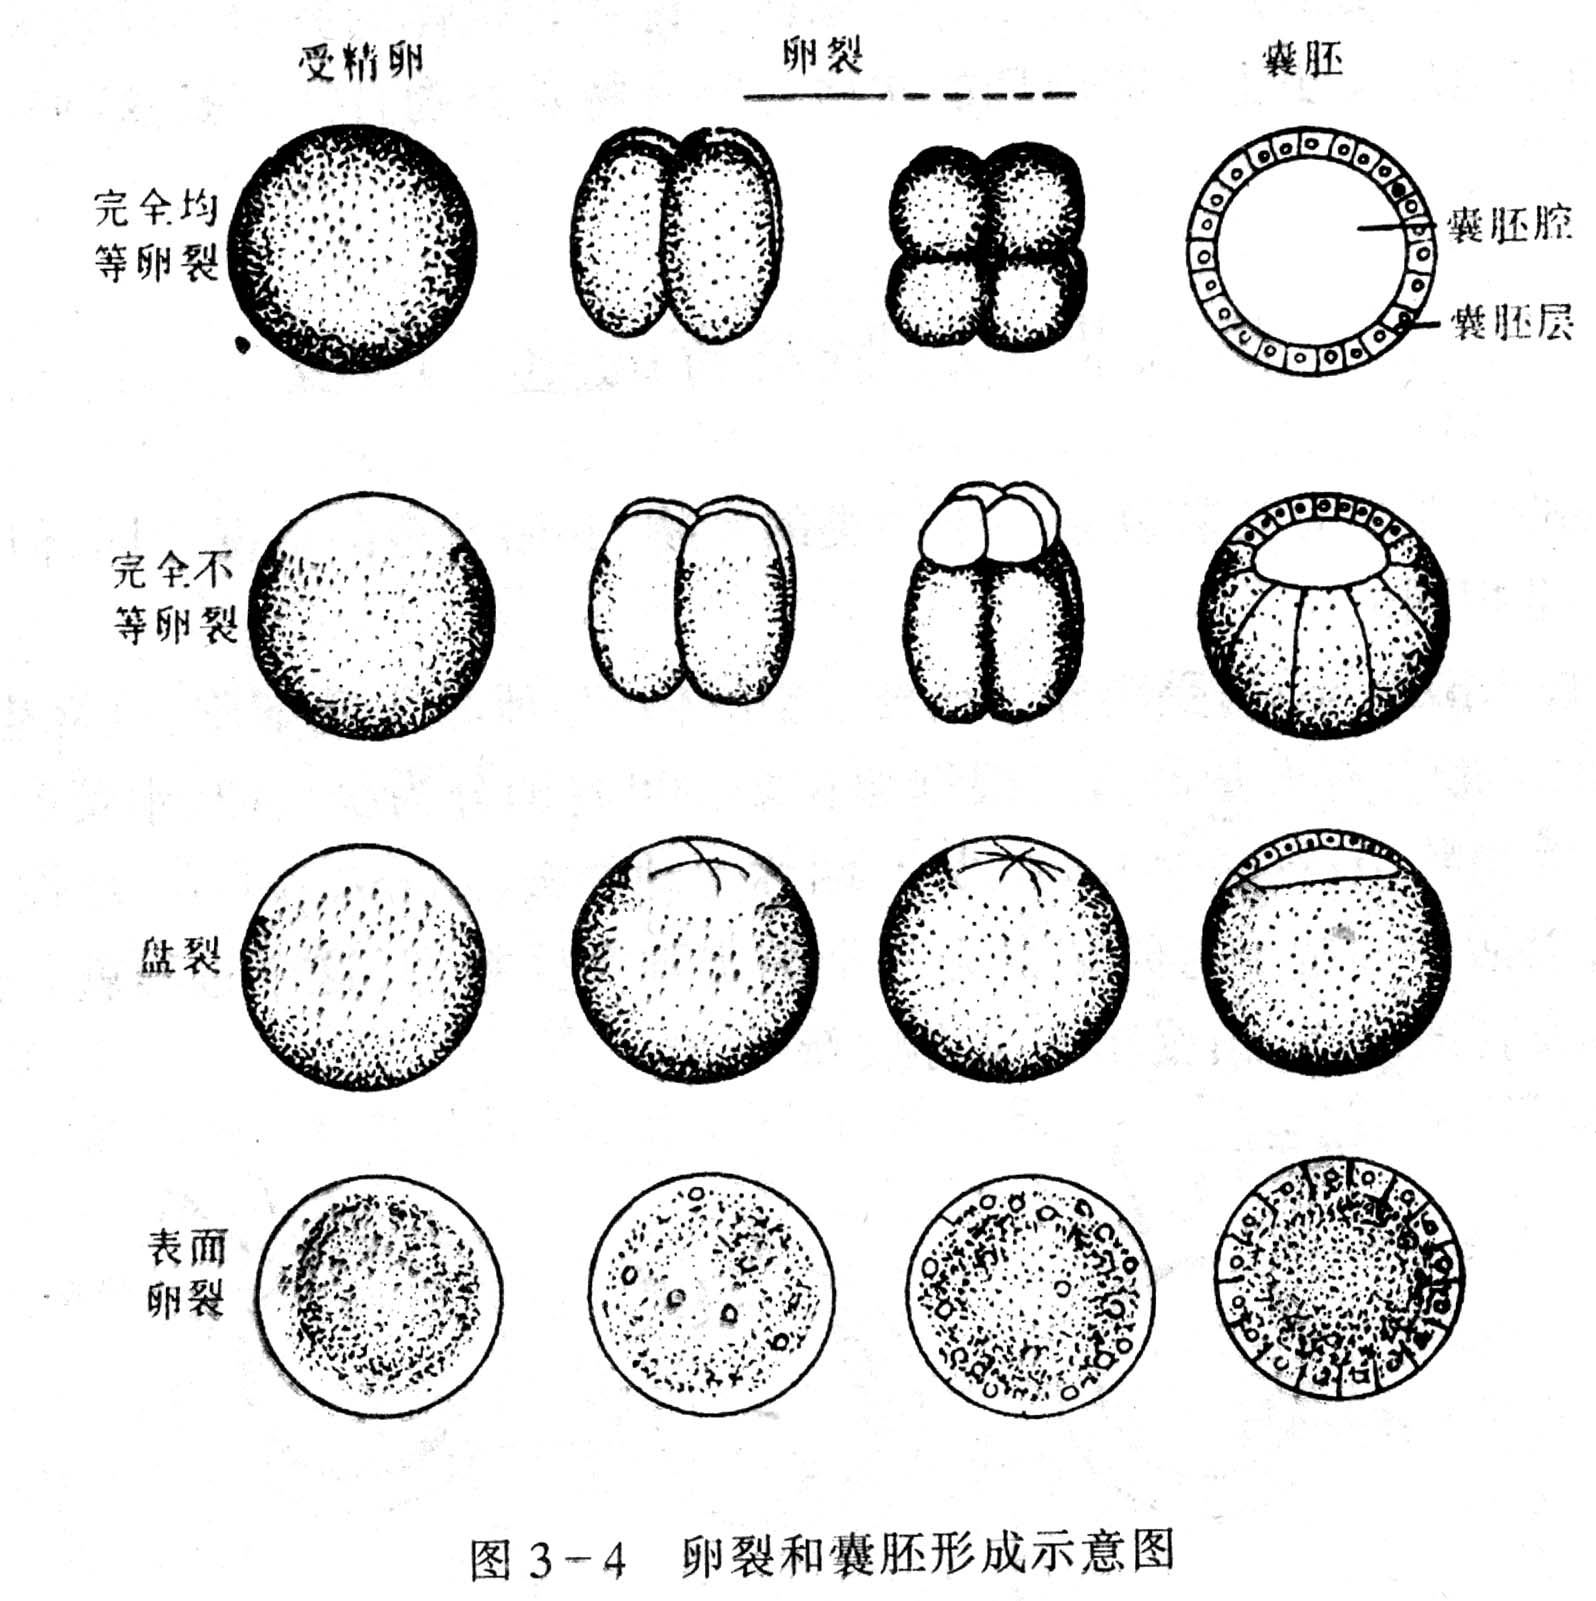 受精卵 卵裂 囊胚
完全均
等卵裂
囊胚腔
囊胚层
完全不
等卵裂
盘裂
表面
卵裂
图3-4 卵裂和囊胚形成示意图